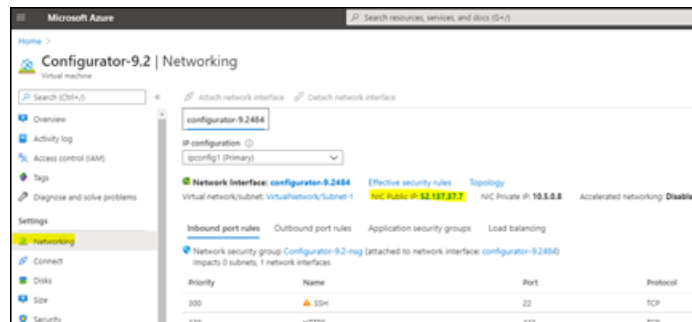 Microsoft Azure
Search resources, services, and docs (G+/)
Home >
Configurator-9.2 | Networking
Virtual machine
Search (Ctrl+/)
«
Attach network interface
Detach network interface
Overview
Activity log
Access control (IAM)
Tags
Diagnose and solve problems
Settings
Networking
Connect
Disks
Size
Security
configurator-9.2484
IP configuration
ipconfig1 (Primary)
Network Interface: configurator-9.2484 Effective security rules Topology
Virtual network/subnet: VirtualNetwork/Subnet-1 NIC Public IP: 52.137.37.7 NIC Private IP: 10.5.0.8 Accelerated networking: Disable
Inbound port rules Outbound port rules Application security groups Load balancing
Network security group Configurator-9.2-nsg (attached to network interface: configurator-9.2484)
Impacts 0 subnets, 1 network interfaces
Priority Name Port Protocol
300 SSH 22 TCP